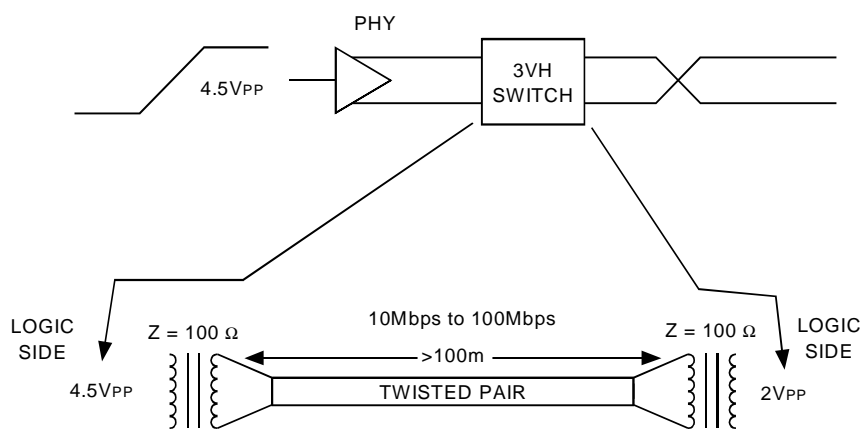 PHY
4.5VPP
3VH
SWITCH
LOGIC
SIDE
Z = 100 Ω
10Mbps to 100Mbps
Z = 100 Ω
LOGIC
SIDE
>100m
4.5VPP
TWISTED PAIR
2VPP